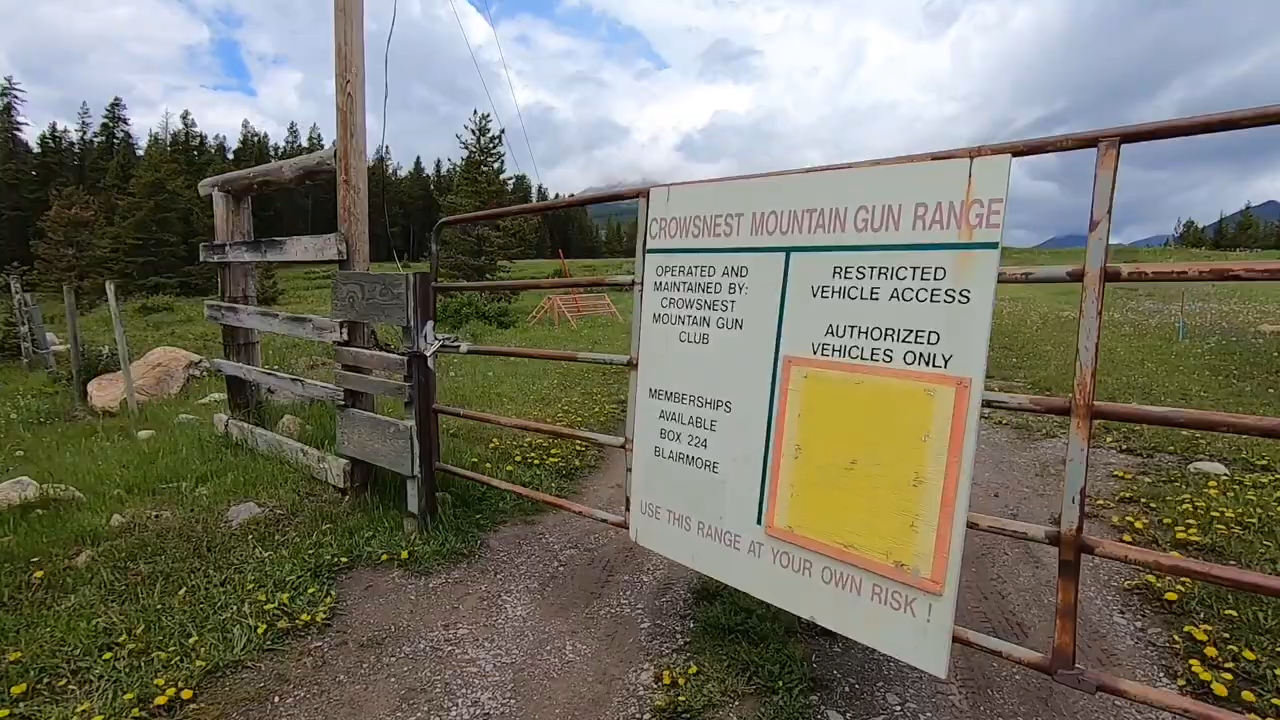 CROWSNEST MOUNTAIN GUN RANGE
OPERATED AND
MAINTAINED BY:
CROWSNEST
MOUNTAIN GUN
CLUB
MEMBERSHIPS
AVAILABLE
BOX 224
BLAIRMORE
RESTRICTED
VEHICLE ACCESS
AUTHORIZED
VEHICLES ONLY
USE THIS RANGE AT YOUR OWN RISK !